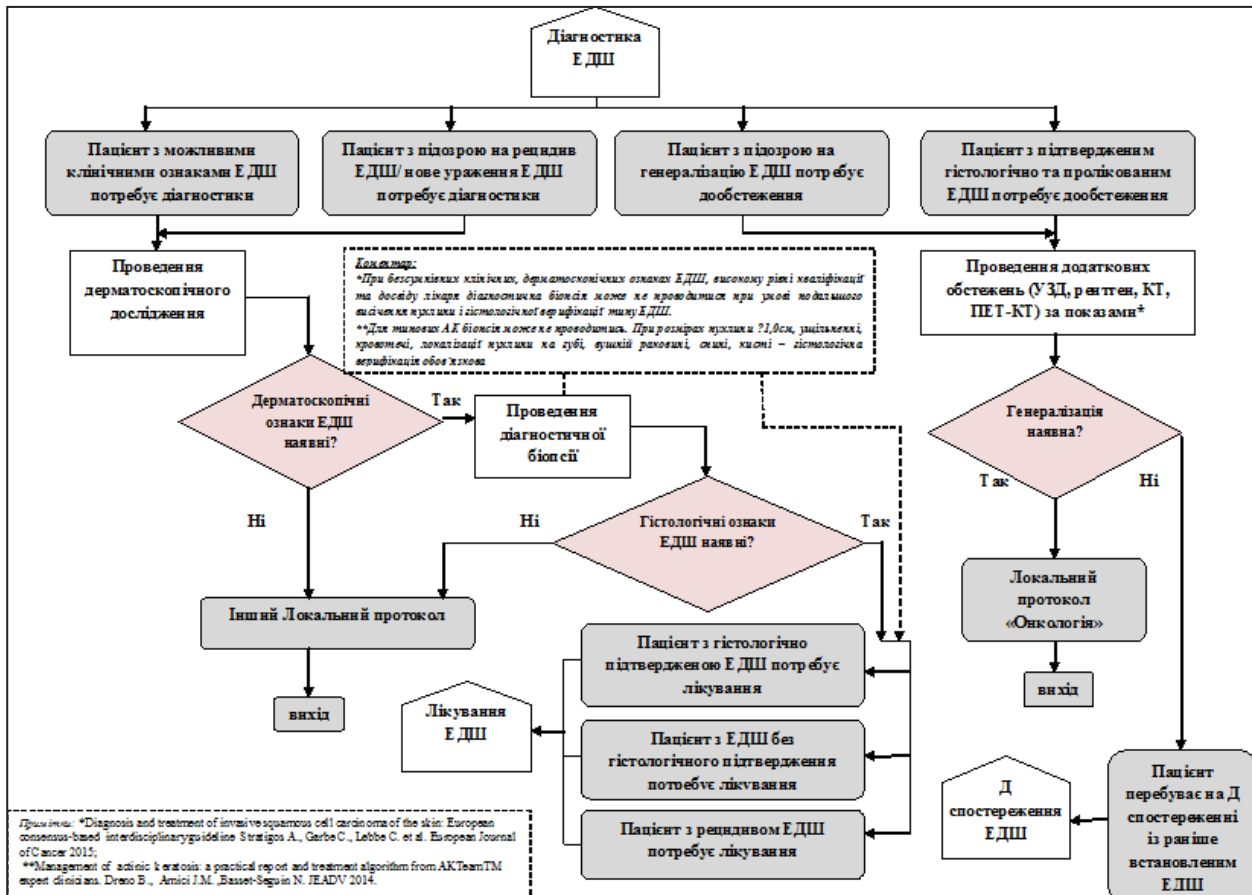 Діагностика
ЕДШ
Пацієнт з можливими
клінічними ознаками ЕДШ
потребує діагностики
Пацієнт з підозрою на рецидив
ЕДШ/ нове ураження ЕДШ
потребує діагностики
Пацієнт з підозрою на
генералізацію ЕДШ потребує
дообстеження
Пацієнт з підтвердженим
гістологічно та пролікованим
ЕДШ потребує дообстеження
Проведення
дерматоскопічного
дослідження
Коментар:
*При безсумнівних клінічних, дерматоскопічних ознаках ЕДШ, високому рівні кваліфікації
та досвіду лікаря діагностична біопсія може не проводитися при умові подальшого
висічення пухлини і гістологічної верифікації типу ЕДШ.
**Для типових АК біопсія може не проводитись. При розмірах пухлини ?1,0см, ущільненні,
кровотечі, локалізації пухлини на губі, вушній раковині, спині, кисті – гістологічна
верифікація обов'язкова
Проведення додаткових
обстежень (УЗД, рентген, КТ,
ПЕТ-КТ) за показами*
Дерматоскопічні
ознаки ЕДШ
наявні?
Так
Ні
Проведення
діагностичної
біопсії
Генералізація
наявна?
Так
Ні
Гістологічні ознаки
ЕДШ наявні?
Ні
Так
Інший Локальний протокол
вихід
Локальний
протокол
«Онкологія»
вихід
Пацієнт з гістологічно
підтвердженою ЕДШ потребує
лікування
Лікування
ЕДШ
Пацієнт з ЕДШ без
гістологічного підтвердження
потребує лікування
Пацієнт з рецидивом ЕДШ
потребує лікування
Д
спостереження
ЕДШ
Пацієнт
перебуває на Д
спостереженні
із раніше
встановленим
ЕДШ
Примітки: *Diagnosis and treatment of invasive squamous cell carcinoma of the skin: European
consensus-based interdisciplinaryguideline Stratigos A., Garbe C., Lebbe C. et al. European Journal
of Cancer 2015;
**Management of actinic keratosis: a practical report and treatment algorithm from AKTeamTM
expert clinicians. Dreno B., Amici J.M. ,Basset-Seguin N. JEADV 2014.